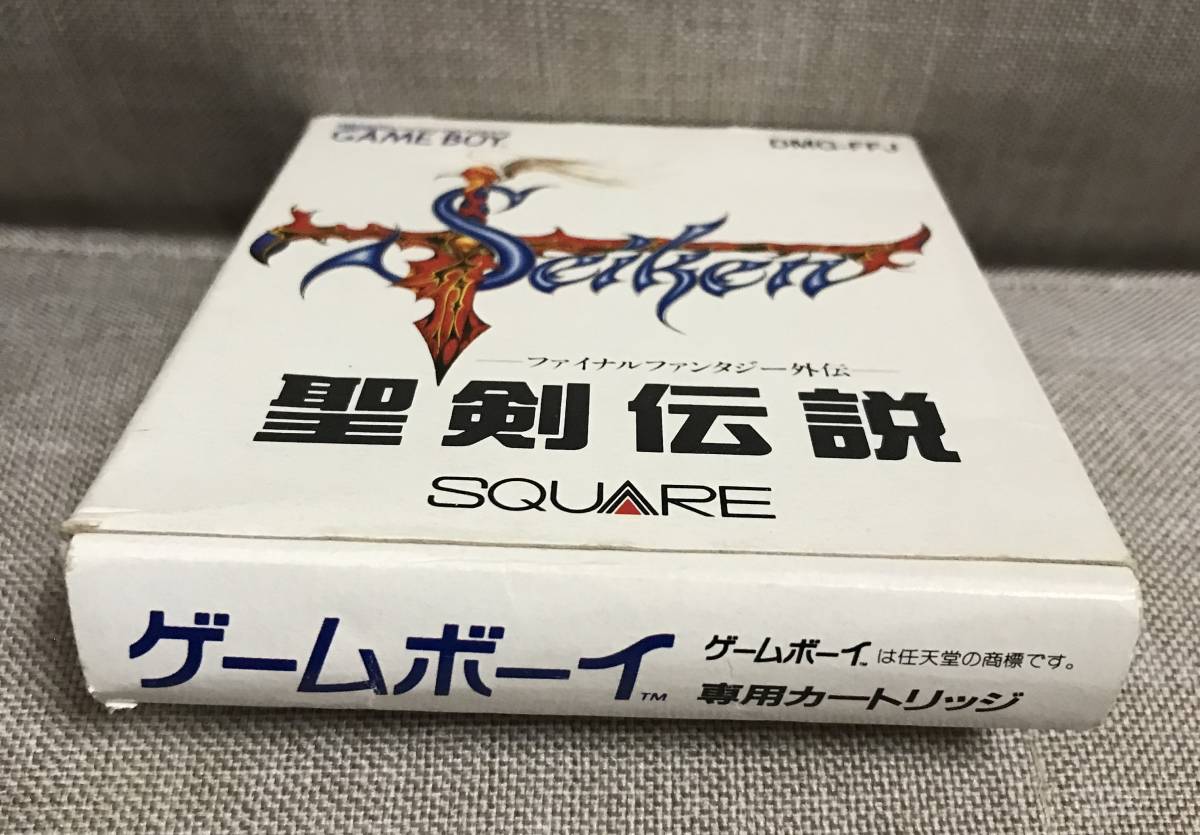 GAME BOY
DMG-FFJ
Seiken
ファイナルファンタジー外伝
聖剣伝説
SQUARE
ゲームボーイ™
ゲームボーイ™は任天堂の商標です。
専用カートリッジ